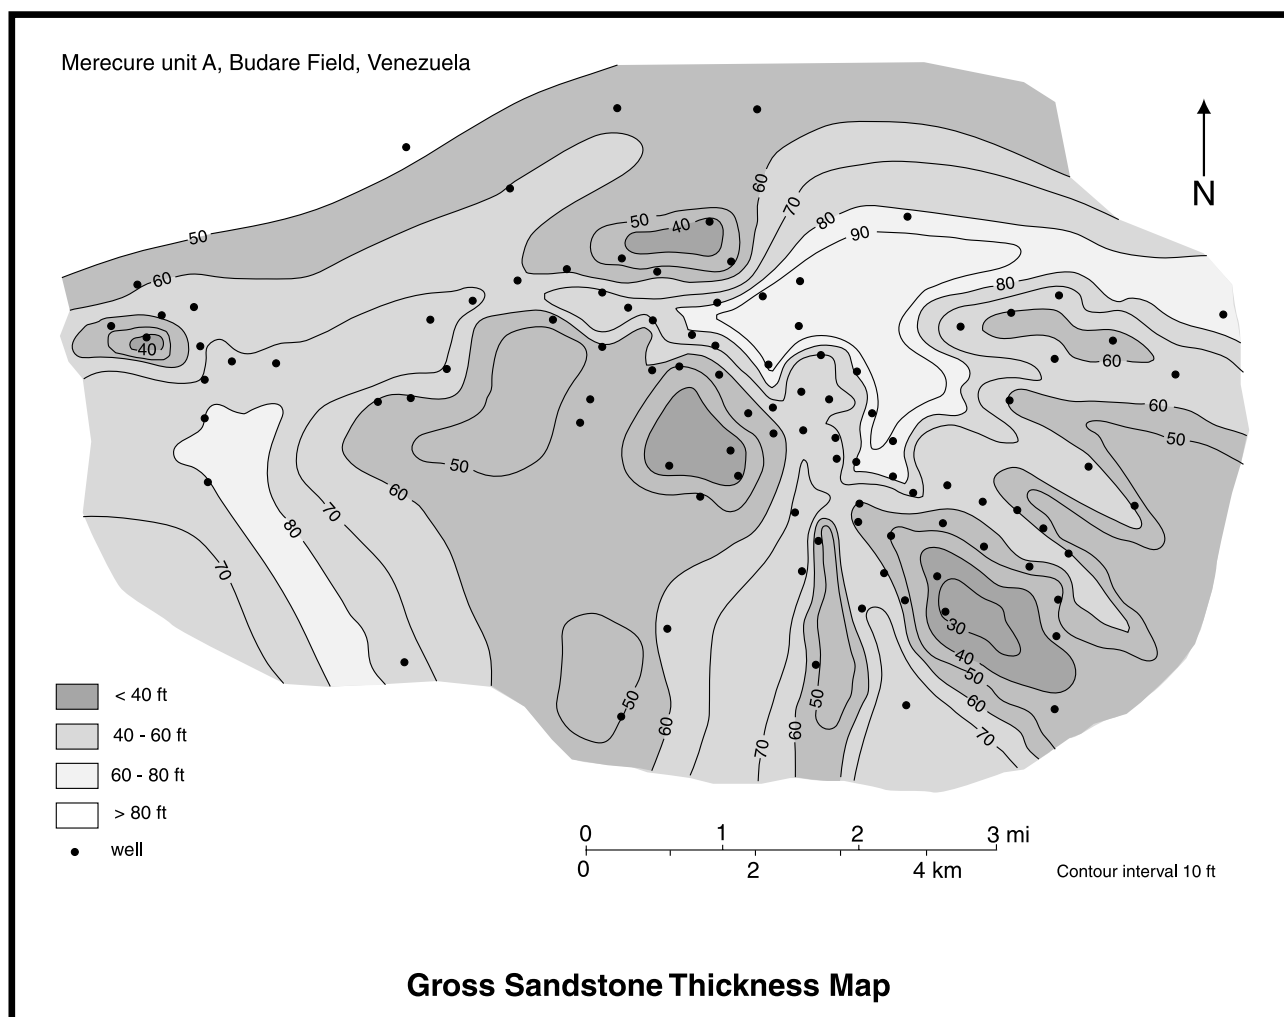 Merecure unit A, Budare Field, Venezuela
N
50
60
40
50
40
60
70
80
90
80
60
60
50
50
60
70
80
70
50
60
70
60
50
30
40
50
60
70
< 40 ft
40 - 60 ft
60 - 80 ft
> 80 ft
well
0 1 2 3 mi
0 2 4 km
Contour interval 10 ft
Gross Sandstone Thickness Map